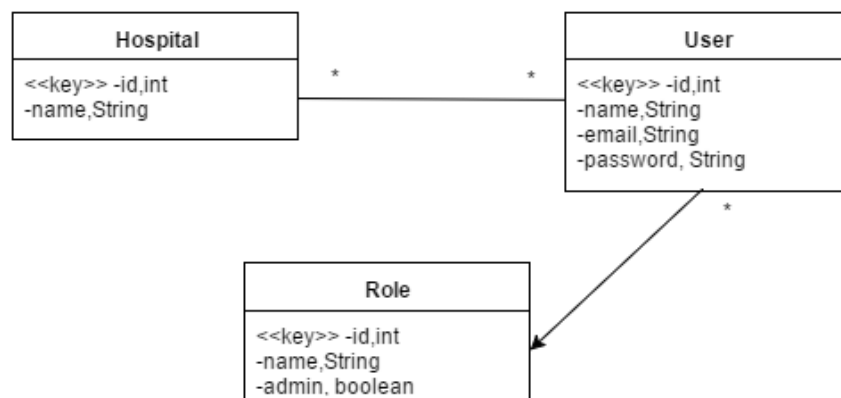 Hospital
<<key>> -id,int
-name,String
*
*
User
<<key>> -id,int
-name,String
-email,String
-password, String
*
Role
<<key>> -id,int
-name,String
-admin, boolean